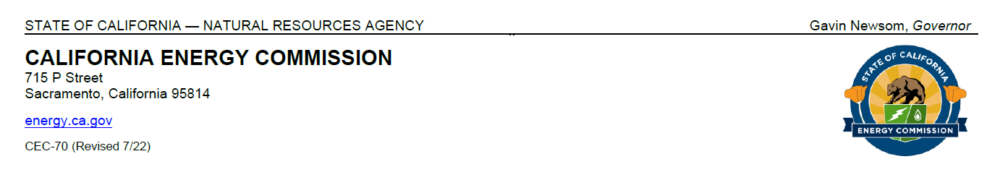 STATE OF CALIFORNIA — NATURAL RESOURCES AGENCY Gavin Newsom, Governor
CALIFORNIA ENERGY COMMISSION
715 P Street
Sacramento, California 95814
energy.ca.gov
CEC-70 (Revised 7/22)
STATE OF CALIFORNIA
ENERGY COMMISSION